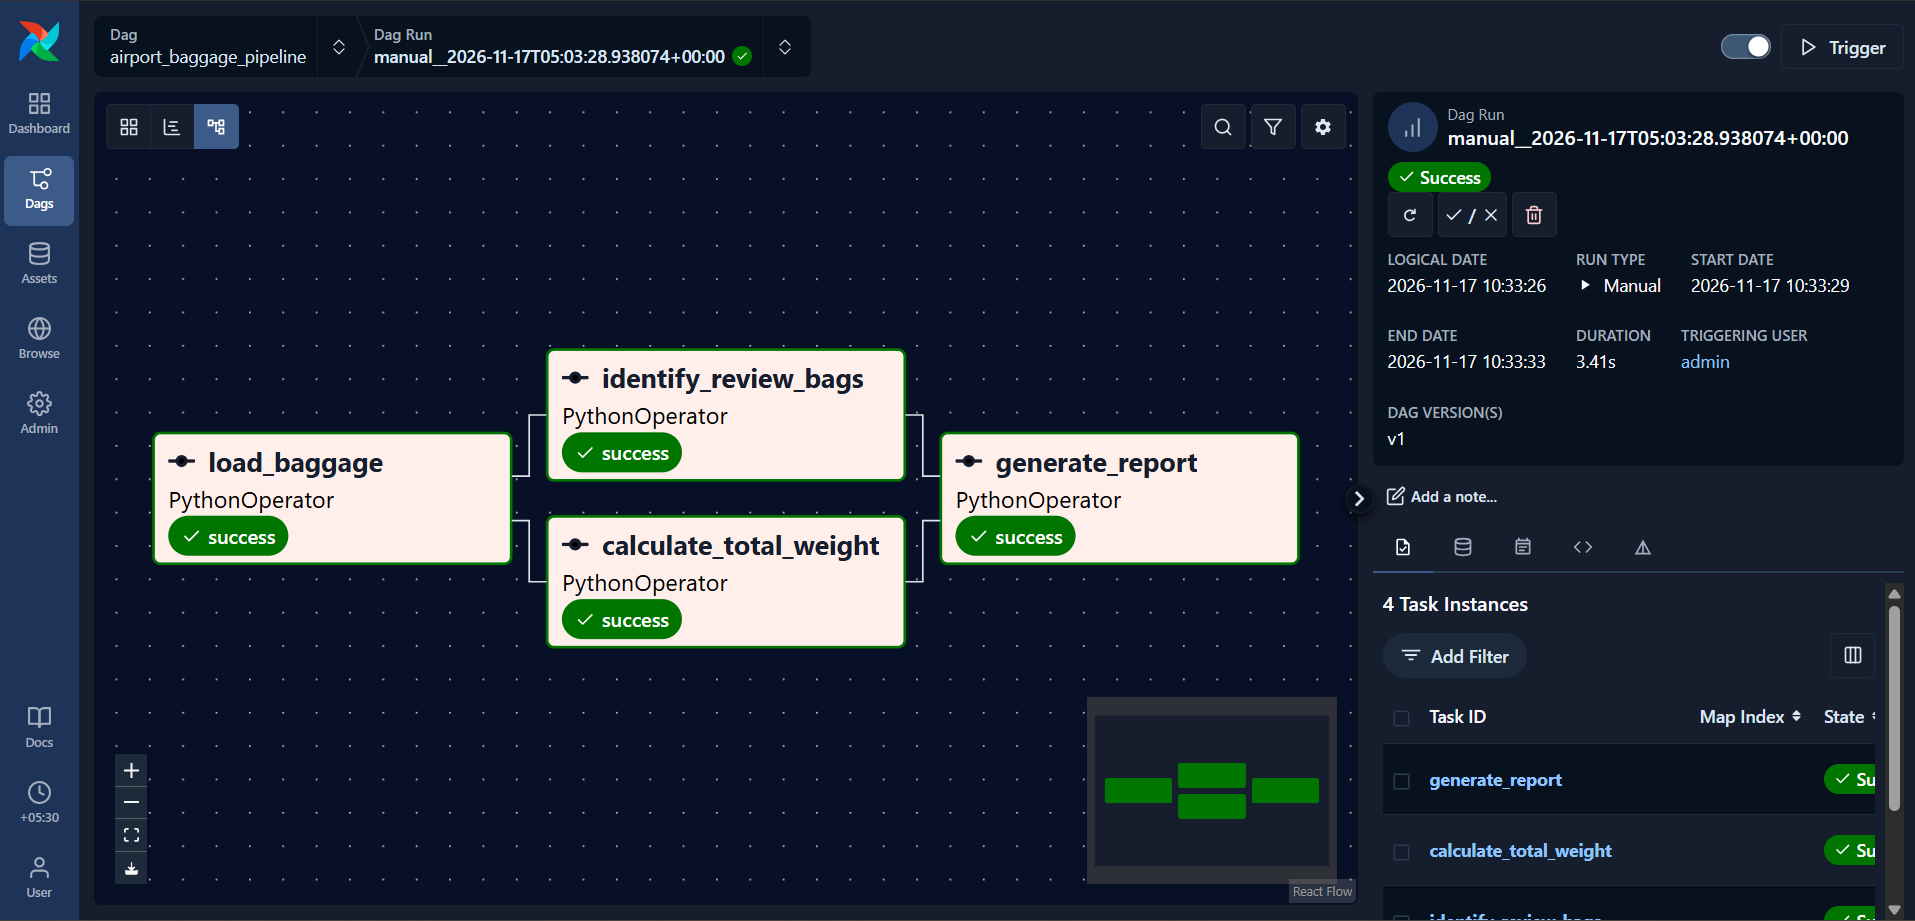 Dag
airport_baggage_pipeline
Dag Run
manual__2026-11-17T05:03:28.938074+00:00
Trigger
Dashboard
Dags
Assets
Browse
Admin
Docs
+05:30
User
load_baggage
PythonOperator
success
identify_review_bags
PythonOperator
success
calculate_total_weight
PythonOperator
success
generate_report
PythonOperator
success
React Flow
Dag Run
manual__2026-11-17T05:03:28.938074+00:00
Success
/
LOGICAL DATE
2026-11-17 10:33:26
RUN TYPE
Manual
START DATE
2026-11-17 10:33:29
END DATE
2026-11-17 10:33:33
DURATION
3.41s
TRIGGERING USER
admin
DAG VERSION(S)
v1
Add a note...
4 Task Instances
Add Filter
Task ID
Map Index
State
generate_report
Su
calculate_total_weight
Su
identify_review_bags